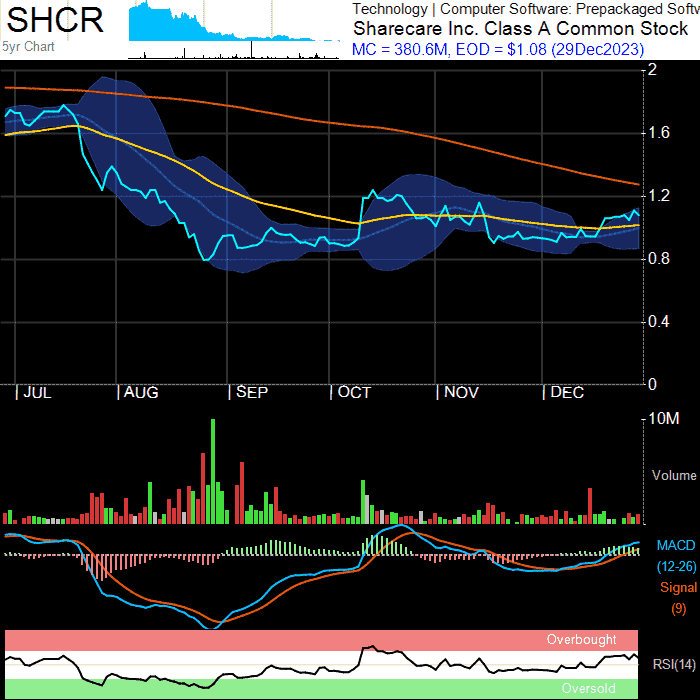 SHCR
5yr Chart
Technology | Computer Software: Prepackaged Softw
Sharecare Inc. Class A Common Stock
MC = 380.6M, EOD = $1.08 (29Dec2023)
2
1.6
1.2
0.8
0.4
0
JUL AUG SEP OCT NOV DEC
10M
Volume
MACD
(12-26)
Signal
(9)
Overbought
RSI(14)
Oversold